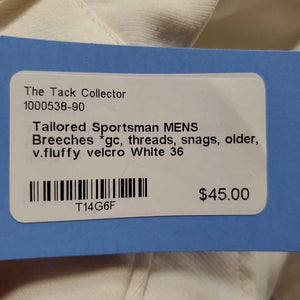 The Tack Collector
1000538-90
Tailored Sportsman MENS
Breeches *gc, threads, snags, older,
v.fluffy velcro White 36
T14G6F
$45.00